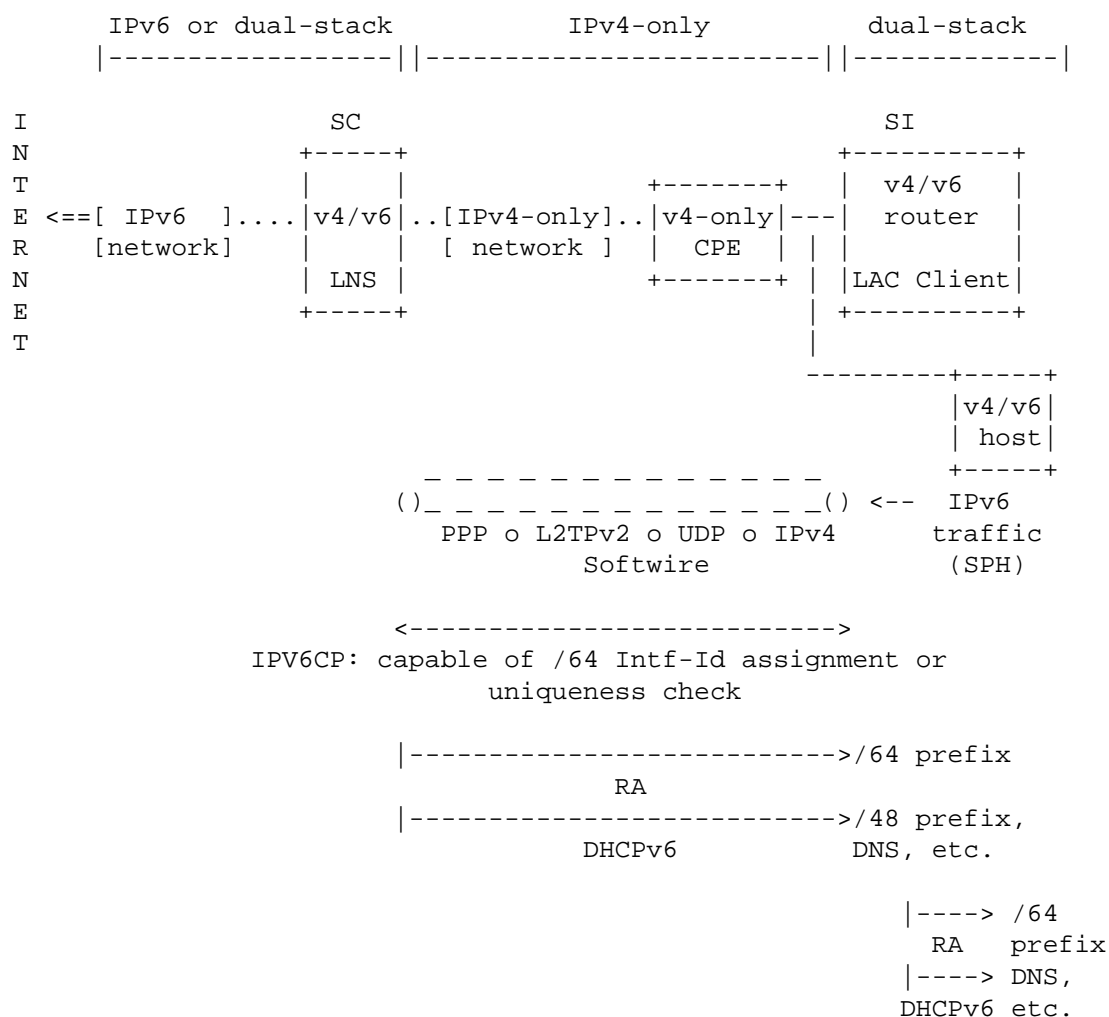 IPv6 or dual-stack           IPv4-only              dual-stack
     |------------------||-------------------------||-------------|

I                   SC                                 SI
N                 +-----+                           +----------+
T                 |     |               +-------+   |  v4/v6   |
E <==[ IPv6  ]....|v4/v6|..[IPv4-only]..|v4-only|---|  router  |
R    [network]    |     |  [ network ]  |  CPE  | | |          |
N                 | LNS |               +-------+ | |LAC Client|
E                 +-----+                         | +----------+
T                                                 |
                                                  ---------+-----+
                                                           |v4/v6|
                                                           | host|
                          _ _ _ _ _ _ _ _ _ _ _ _ _        +-----+
                        ()_ _ _ _ _ _ _ _ _ _ _ _ _() <--  IPv6
                           PPP o L2TPv2 o UDP o IPv4      traffic
                                    Softwire               (SPH)

                        <--------------------------->
               IPV6CP: capable of /64 Intf-Id assignment or
                              uniqueness check

                        |--------------------------->/64 prefix
                                      RA
                        |--------------------------->/48 prefix,
                                    DHCPv6           DNS, etc.

                                                        |----> /64
                                                          RA   prefix
                                                        |----> DNS,
                                                        DHCPv6 etc.